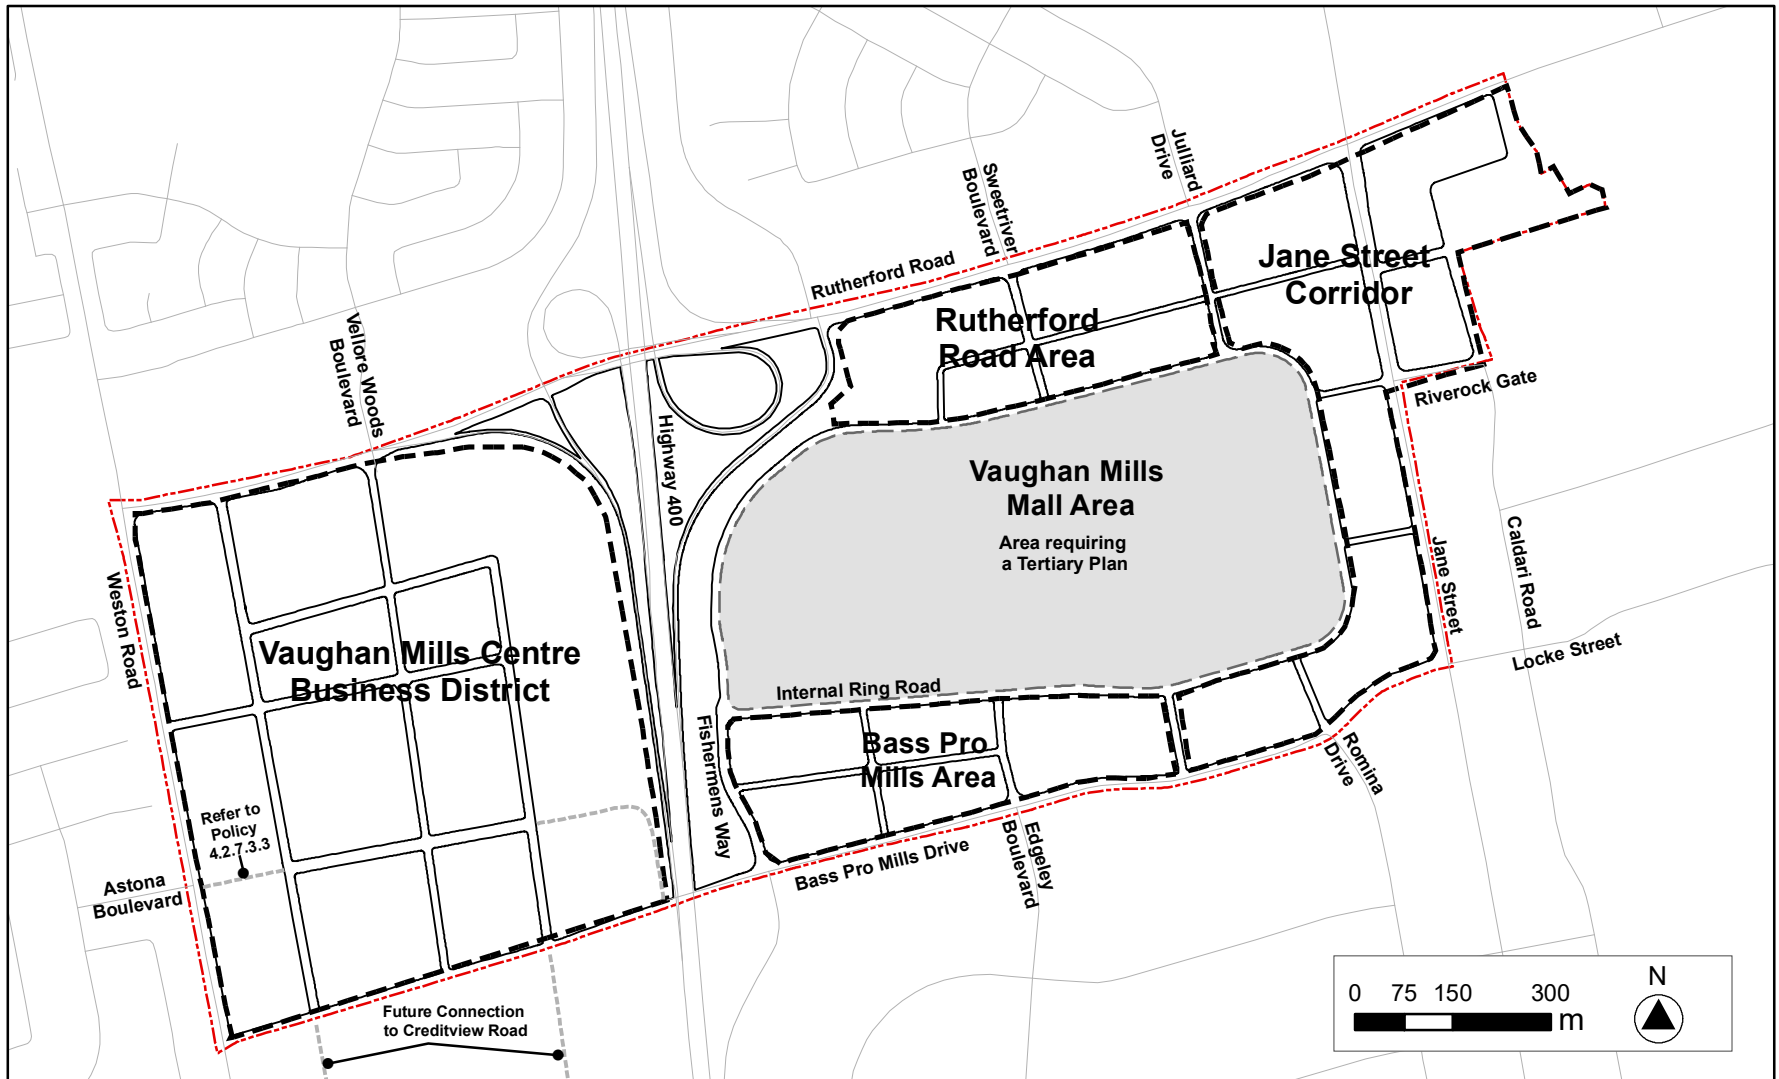 Julliard
Drive
Sweetriver
Boulevard
Rutherford Road
Jane Street
Corridor
Rutherford
Road Area
Vellore Woods
Boulevard
Riverock Gate
Highway 400
Vaughan Mills
Mall Area
Area requiring
a Tertiary Plan
Caldari Road
Jane Street
Weston Road
Locke Street
Vaughan Mills Centre
Business District
Internal Ring Road
Fishermens Way
Bass Pro
Mills Area
Romina
Drive
Refer to
Policy
4.2.7.3.3
Edgeley
Boulevard
Bass Pro Mills Drive
Astona
Boulevard
Future Connection
to Creditview Road
N
0 75 150 300
m